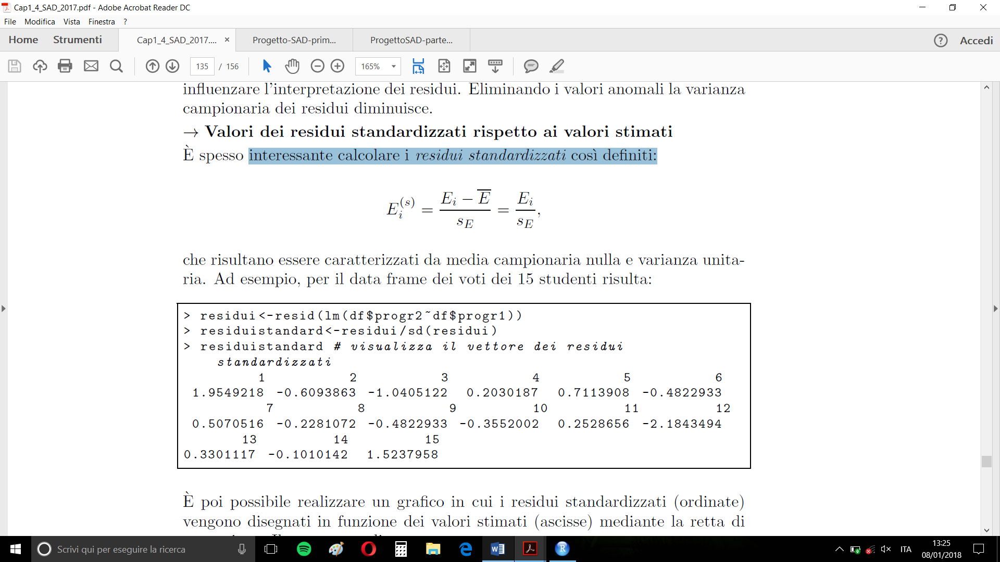 Cap1_4_SAD_2017.pdf - Adobe Acrobat Reader DC
File Modifica Vista Finestra ?
Home Strumenti Cap1_4_SAD_2017.... × Progetto-SAD-prim... ProgettoSAD-parte... ? Accedi
135 / 156 165%
influenzare l'interpretazione dei residui. Eliminando i valori anomali la varianza
campionaria dei residui diminuisce.
→ Valori dei residui standardizzati rispetto ai valori stimati
È spesso interessante calcolare i residui standardizzati così definiti:
E_i^{(s)} = \frac{E_i - \overline{E}}{s_E} = \frac{E_i}{s_E},
che risultano essere caratterizzati da media campionaria nulla e varianza unita-
ria. Ad esempio, per il data frame dei voti dei 15 studenti risulta:
> residui<-resid(lm(df$progr2~df$progr1))
> residuistandard<-residui/sd(residui)
> residuistandard # visualizza il vettore dei residui
standardizzati
1 2 3 4 5 6
1.9549218 -0.6093863 -1.0405122 0.2030187 0.7113908 -0.4822933
7 8 9 10 11 12
0.5070516 -0.2281072 -0.4822933 -0.3552002 0.2528656 -2.1843494
13 14 15
0.3301117 -0.1010142 1.5237958
È poi possibile realizzare un grafico in cui i residui standardizzati (ordinate)
vengono disegnati in funzione dei valori stimati (ascisse) mediante la retta di
Scrivi qui per eseguire la ricerca
ITA
13:25
08/01/2018